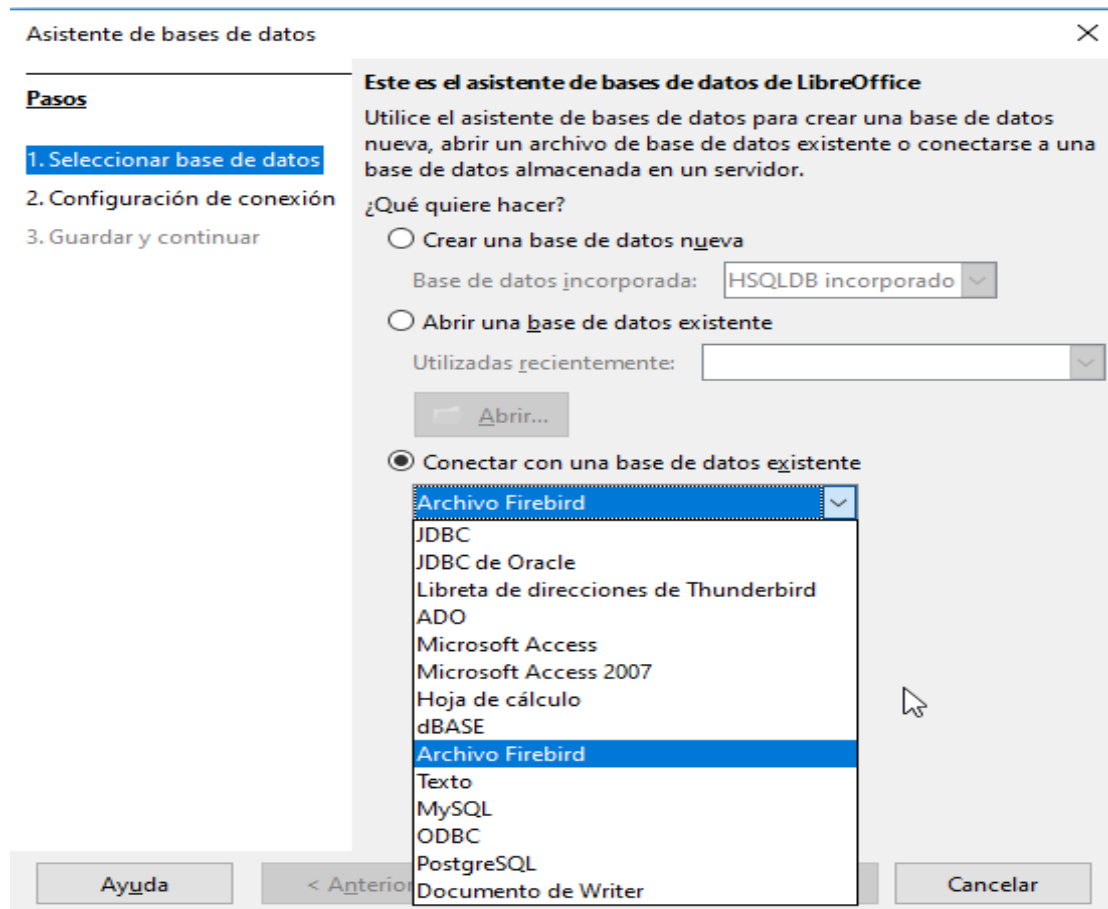 Asistente de bases de datos
Pasos
1. Seleccionar base de datos
2. Configuración de conexión
3. Guardar y continuar
Este es el asistente de bases de datos de LibreOffice
Utilice el asistente de bases de datos para crear una base de datos
nueva, abrir un archivo de base de datos existente o conectarse a una
base de datos almacenada en un servidor.
¿Qué quiere hacer?
Crear una base de datos nueva
Base de datos incorporada: HSQLDB incorporado
Abrir una base de datos existente
Utilizadas recientemente:
Abrir...
Conectar con una base de datos existente
Archivo Firebird
JDBC
JDBC de Oracle
Libreta de direcciones de Thunderbird
ADO
Microsoft Access
Microsoft Access 2007
Hoja de cálculo
dBASE
Archivo Firebird
Texto
MySQL
ODBC
PostgreSQL
Documento de Writer
Ayuda < Anterior Cancelar